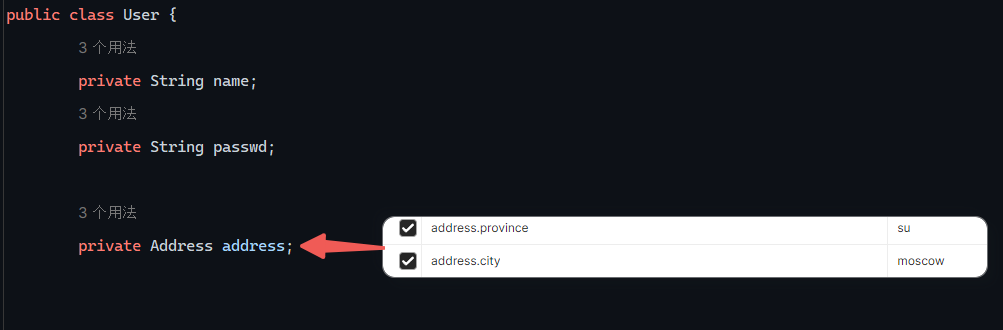 public class User {
3 个用法
private String name;
3 个用法
private String passwd;
3 个用法
private Address address;
address.province su
address.city moscow